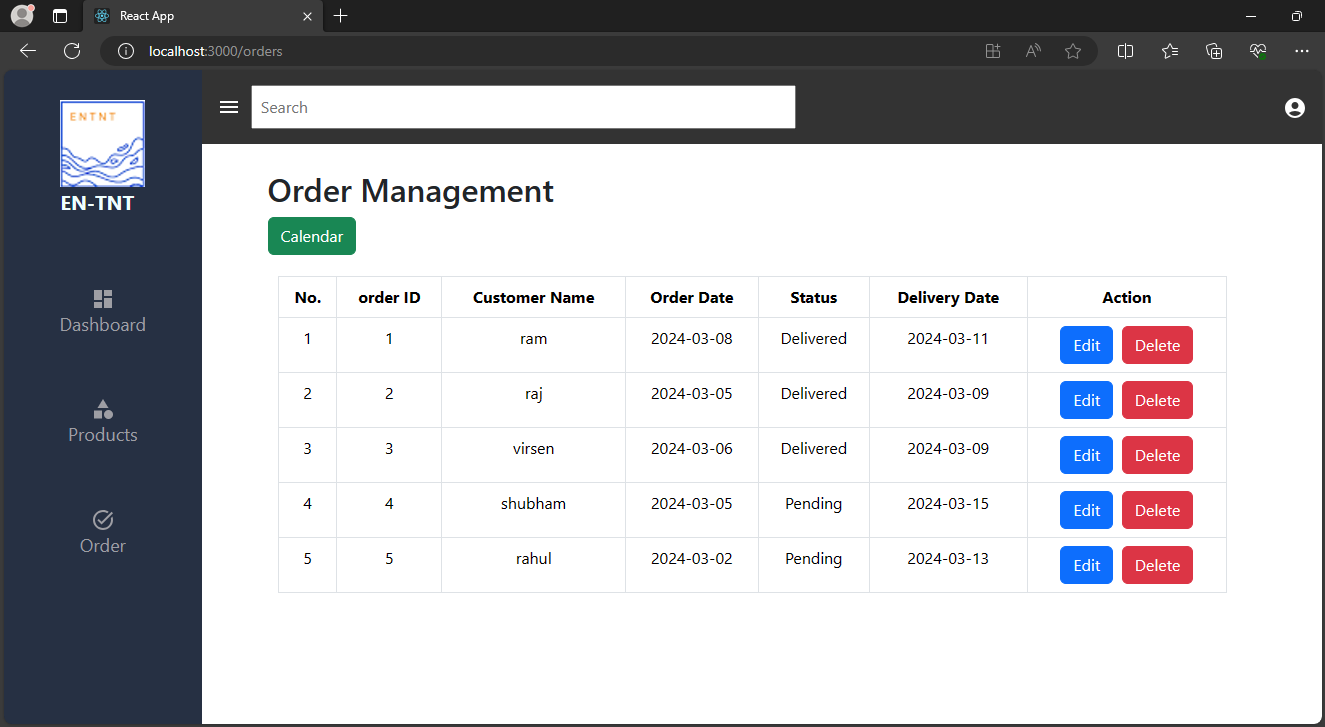 React App
localhost:3000/orders
ENTNT
EN-TNT
Search
Dashboard
Products
Order
Order Management
Calendar
No. order ID Customer Name Order Date Status Delivery Date Action
1 1 ram 2024-03-08 Delivered 2024-03-11 Edit Delete
2 2 raj 2024-03-05 Delivered 2024-03-09 Edit Delete
3 3 virsen 2024-03-06 Delivered 2024-03-09 Edit Delete
4 4 shubham 2024-03-05 Pending 2024-03-15 Edit Delete
5 5 rahul 2024-03-02 Pending 2024-03-13 Edit Delete